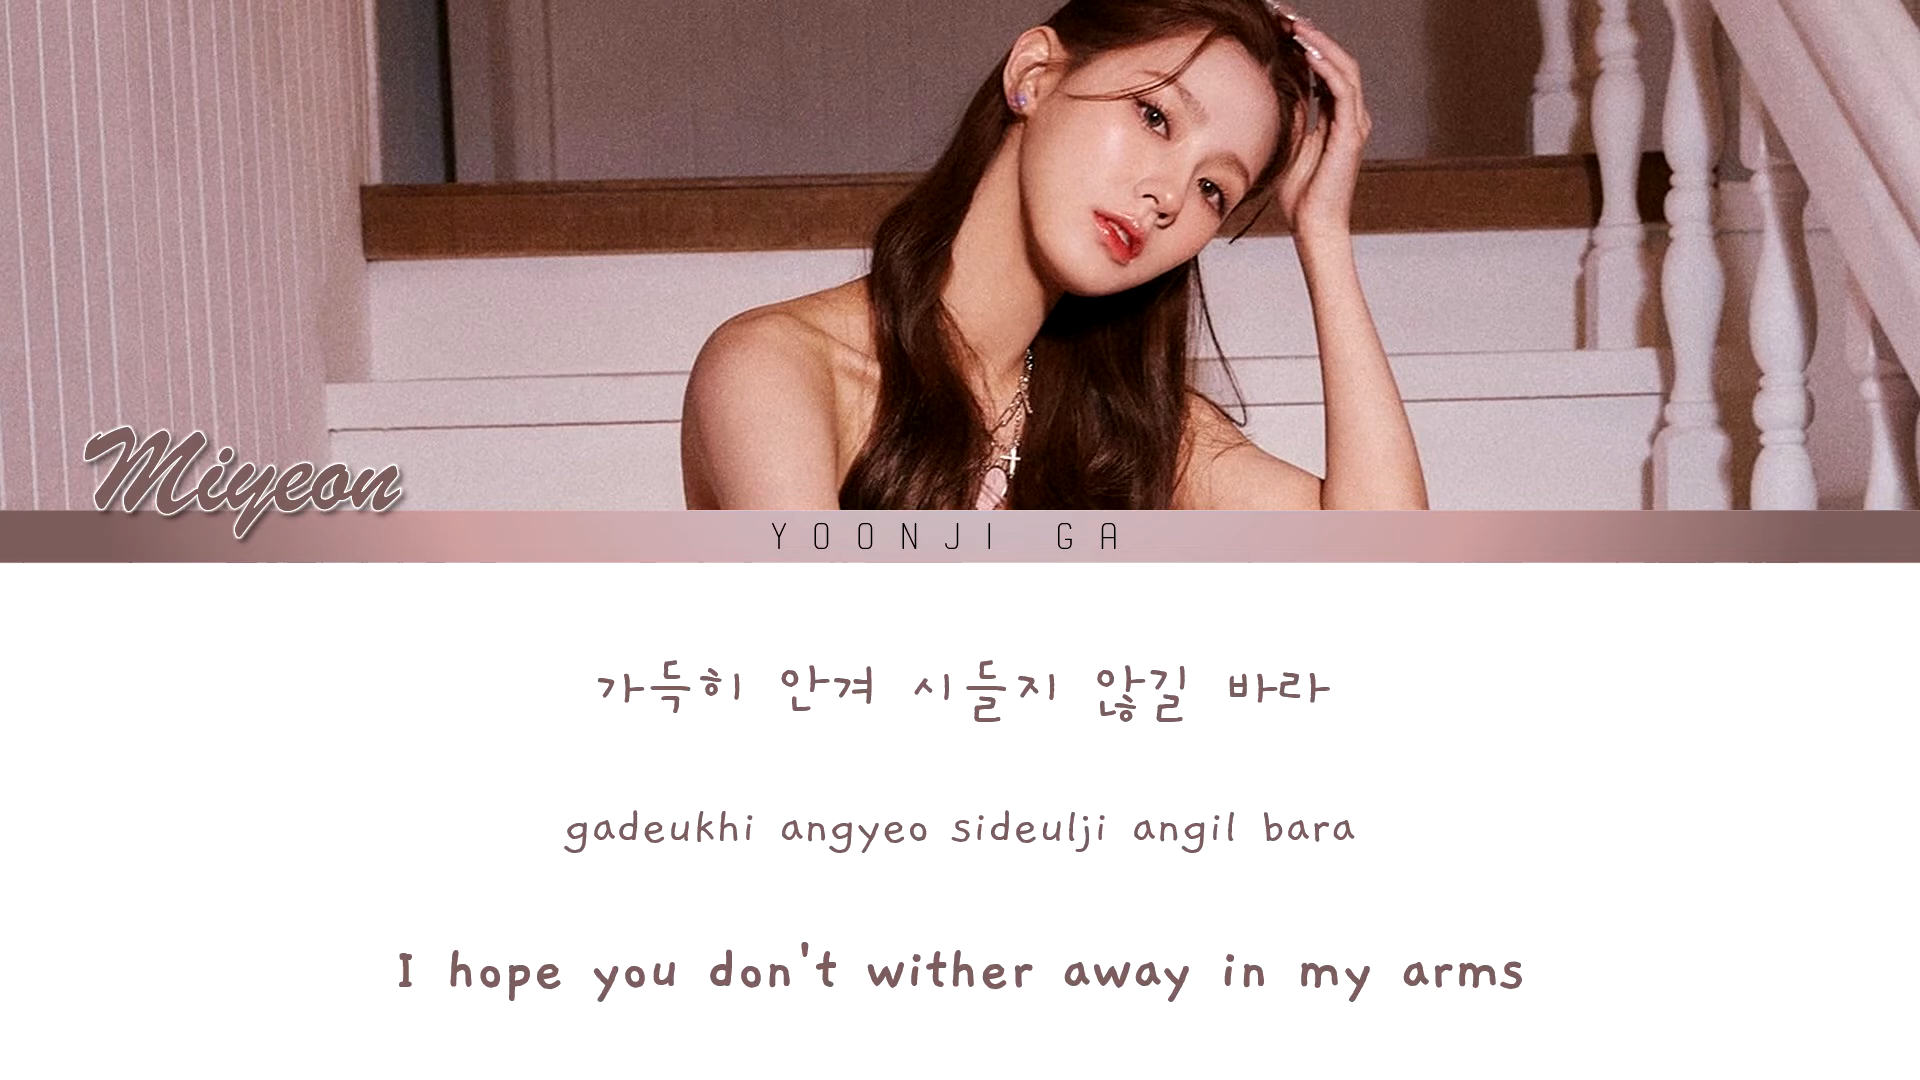 Miyeon
YOONJI GA
가득히 안겨 시들지 않길 바라
gadeukhi angyeo sideulji angil bara
I hope you don't wither away in my arms